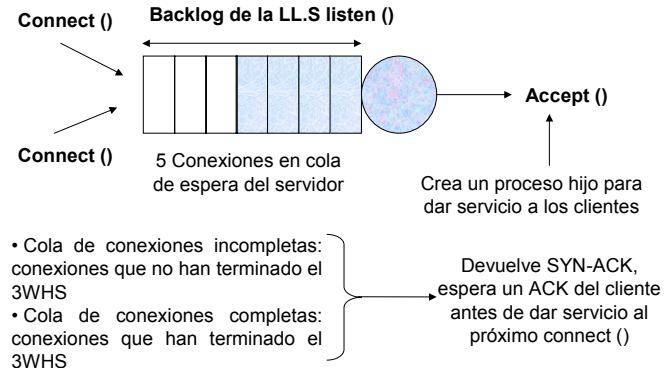 Connect ()
Backlog de la LL.S listen ()
Accept ()
Connect ()
5 Conexiones en cola
de espera del servidor
Crea un proceso hijo para
dar servicio a los clientes
• Cola de conexiones incompletas:
conexiones que no han terminado el
3WHS
• Cola de conexiones completas:
conexiones que han terminado el
3WHS
Devuelve SYN-ACK,
espera un ACK del cliente
antes de dar servicio al
próximo connect ()